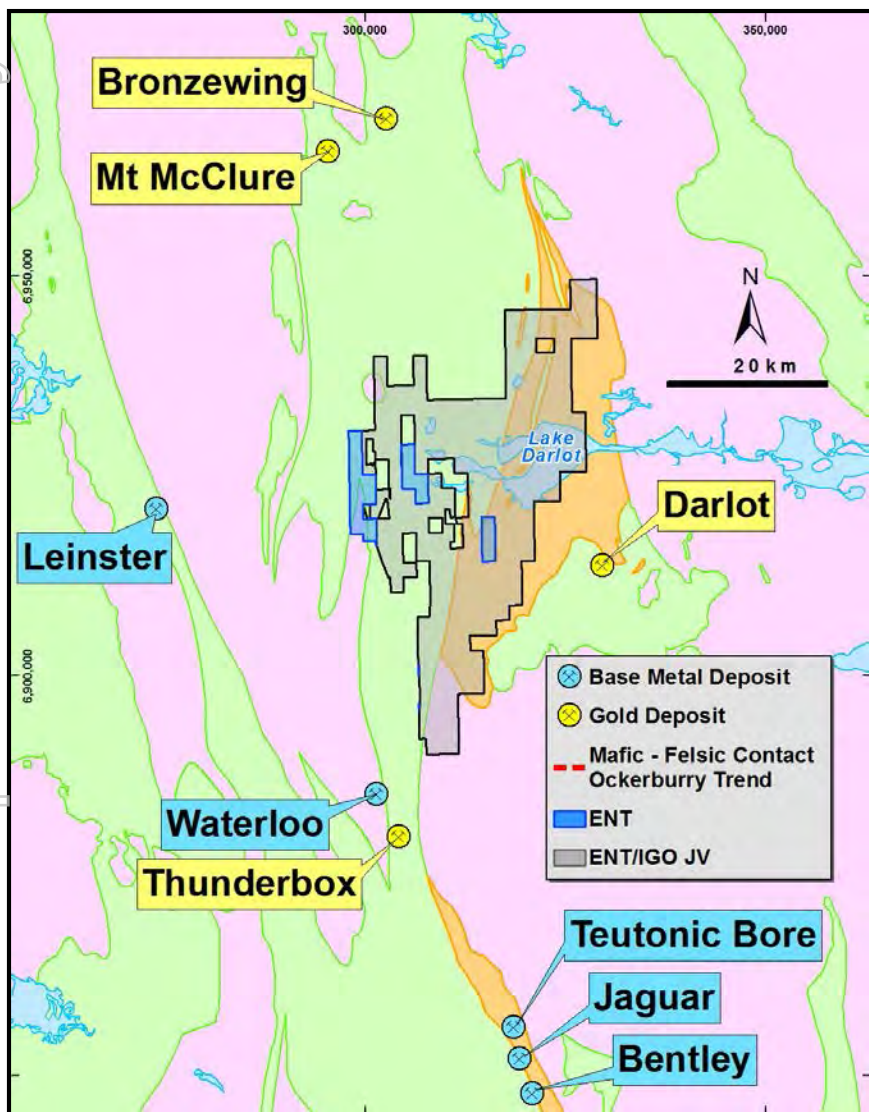 300,000
350,000
Bronzewing
Mt McClure
6,950,000
N
20 km
Lake
Darlot
Darlot
Leinster
6,900,000
Base Metal Deposit
Gold Deposit
Mafic - Felsic Contact
Ockerburry Trend
ENT
ENT/IGO JV
Waterloo
Thunderbox
Teutonic Bore
Jaguar
Bentley